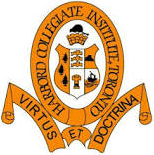 HARBORD COLLEGIATE INSTITUTE, TORONTO
VIRTUS ET DOCTRINA